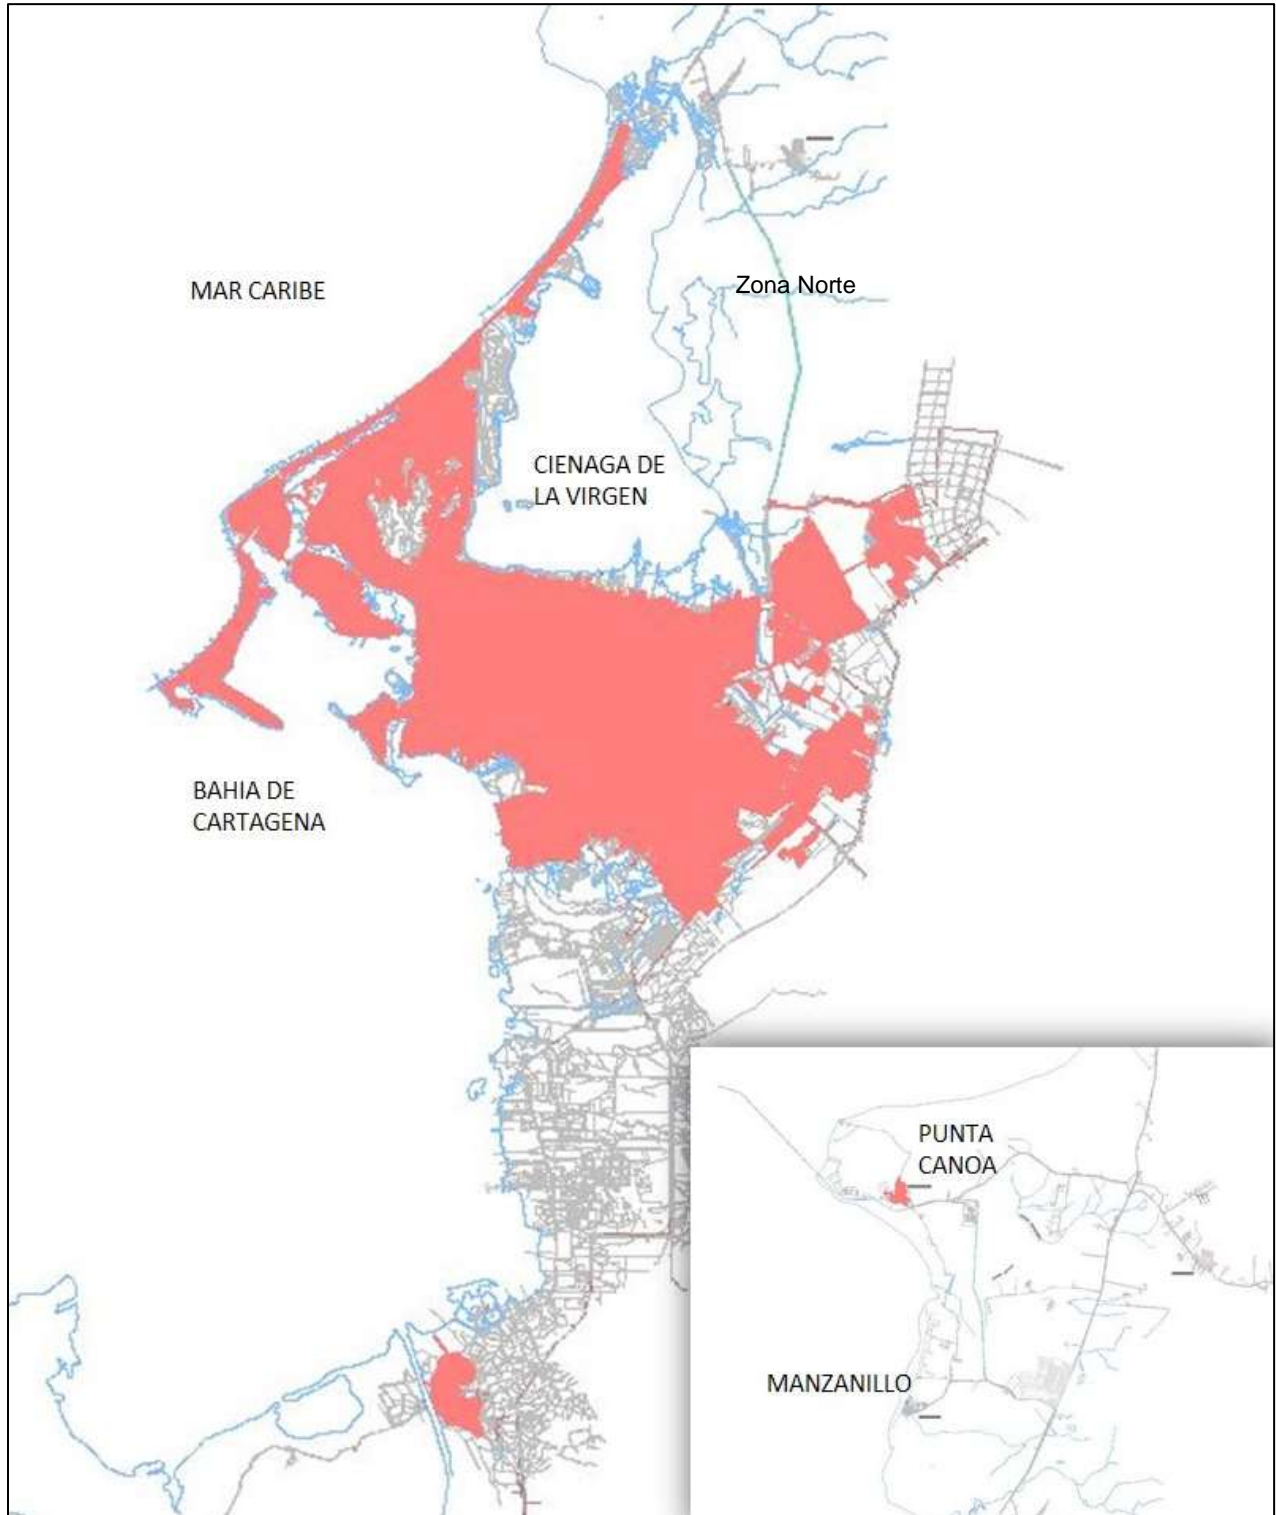 Zona Norte
MAR CARIBE
CIENAGA DE
LA VIRGEN
BAHIA DE
CARTAGENA
PUNTA
CANOA
MANZANILLO